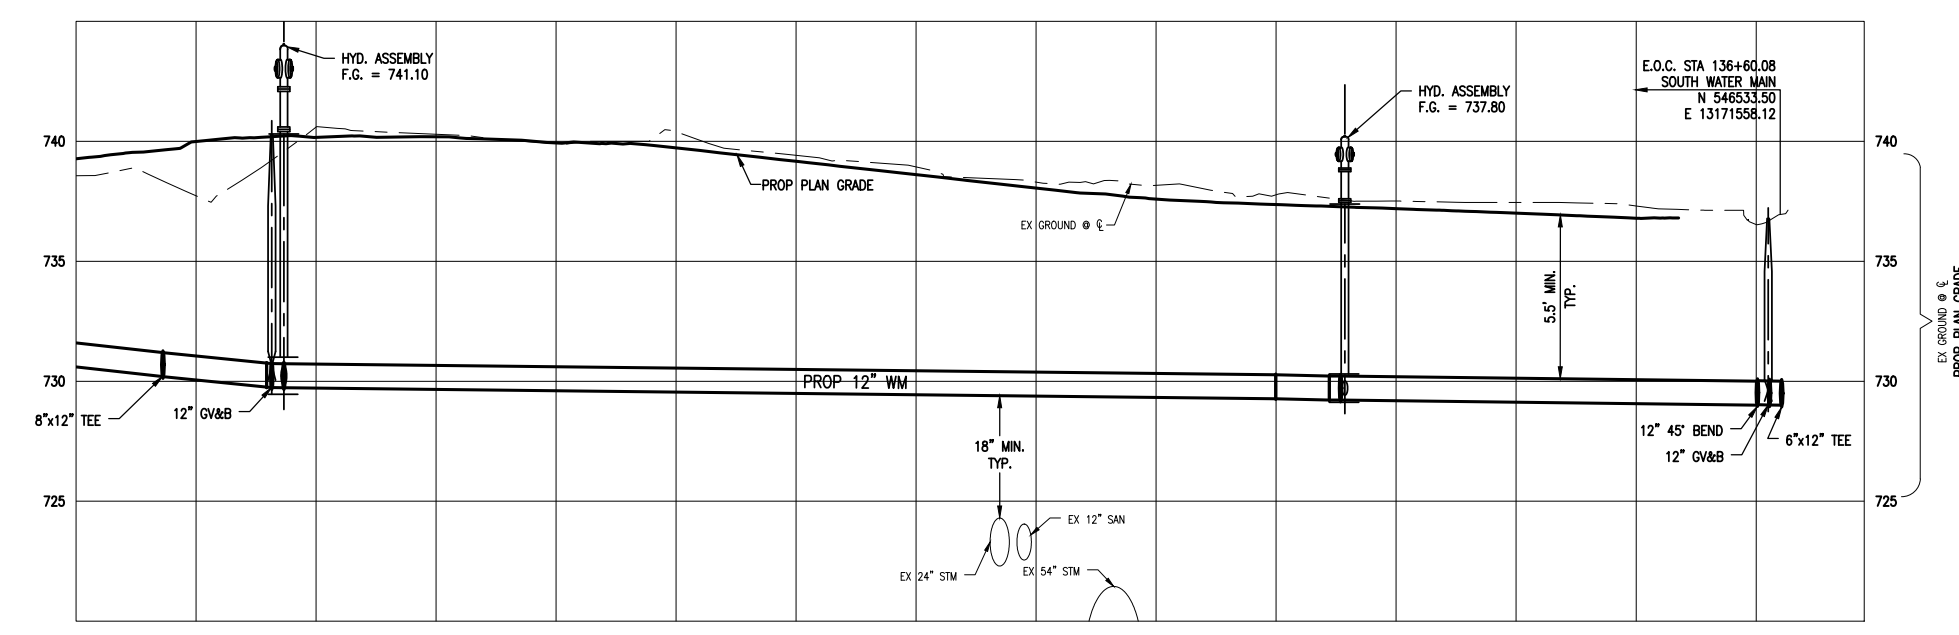 HYD. ASSEMBLY
F.G. = 741.10
HYD. ASSEMBLY
F.G. = 737.80
E.O.C. STA 136+60.08
SOUTH WATER MAIN
N 546533.50
E 13171558.12
740
740
PROP PLAN GRADE
EX GROUND @ ℄
735
735
5.5' MIN.
TYP.
EX GROUND @ ℄
PROP PLAN GRADE
730
730
PROP 12" WM
8"x12" TEE
12" GV&B
18" MIN.
TYP.
12" 45° BEND
12" GV&B
6"x12" TEE
725
725
EX 12" SAN
EX 24" STM
EX 54" STM